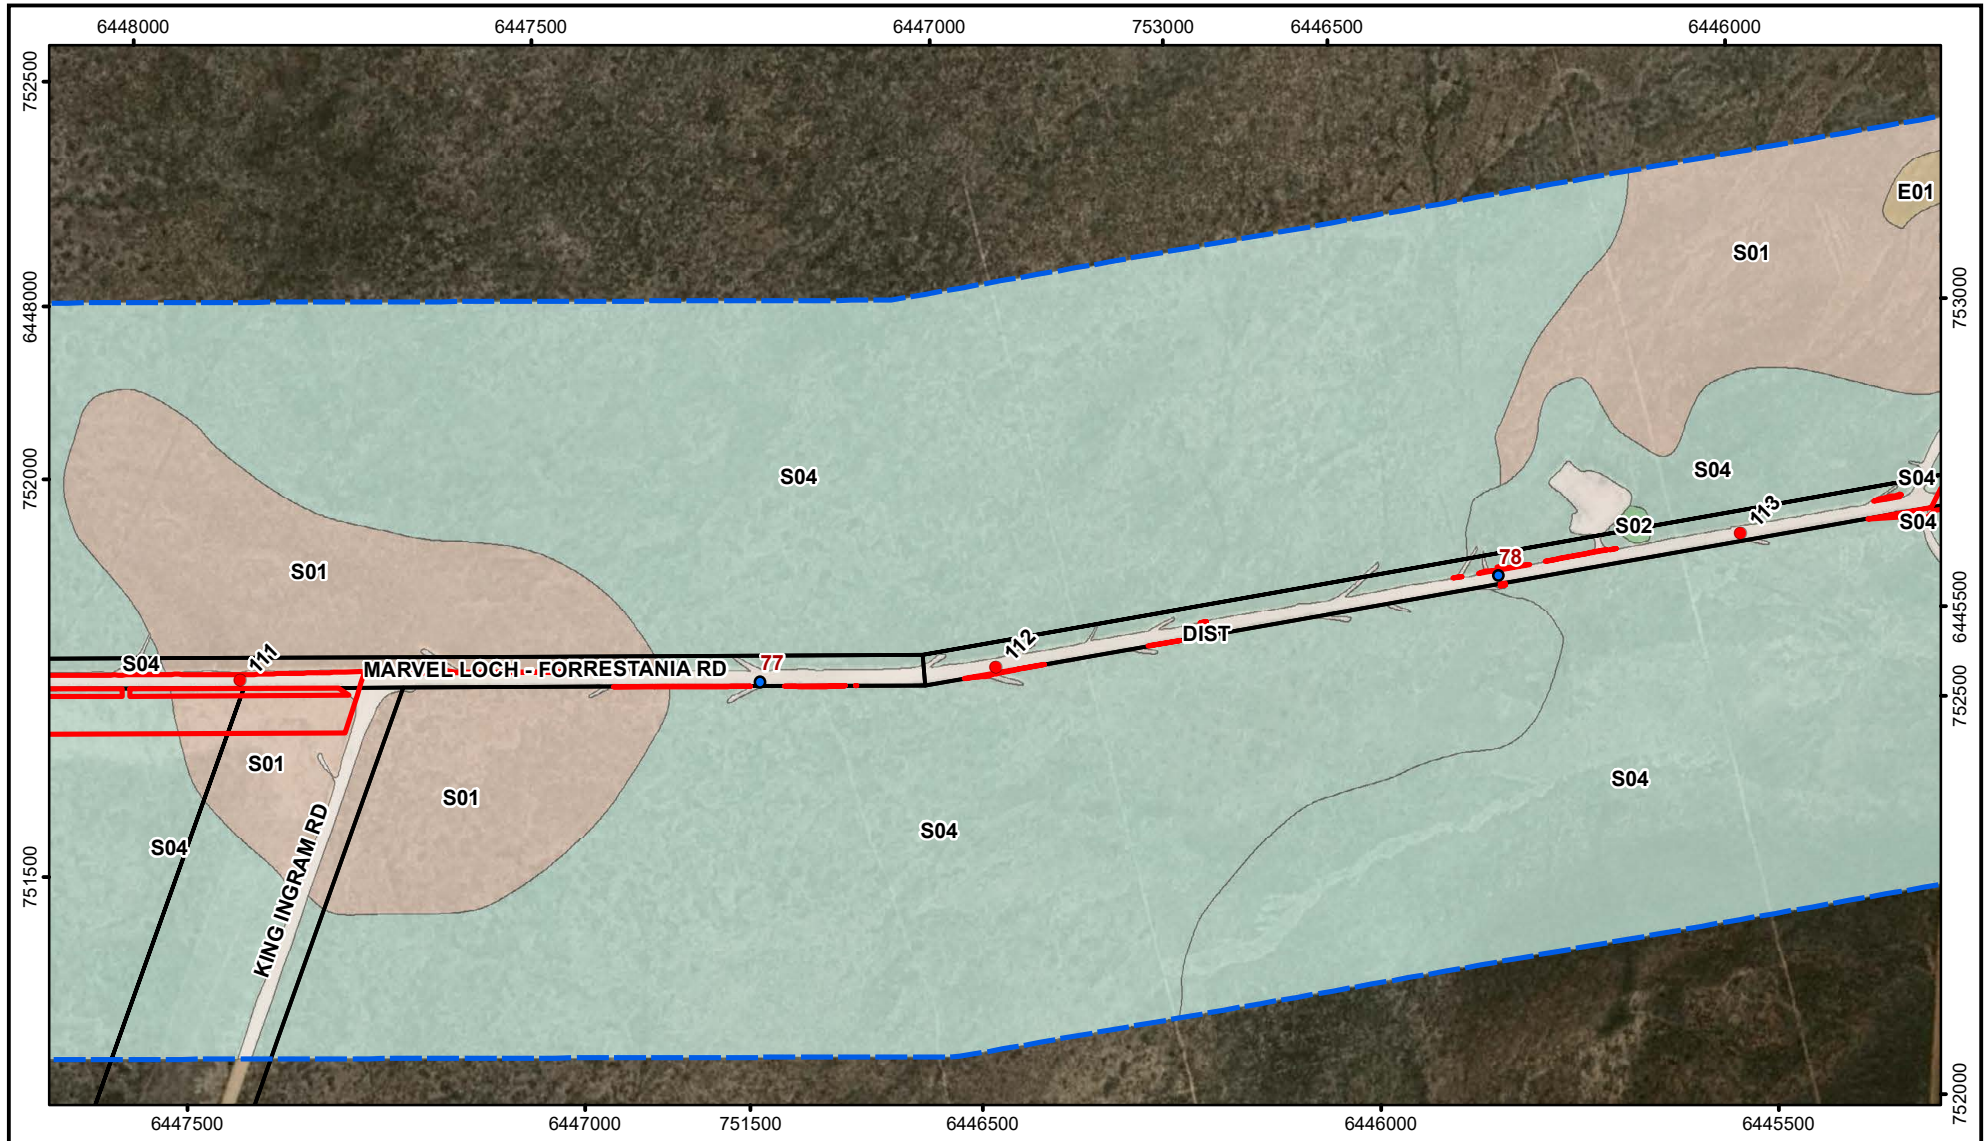 6448000 6447500 6447000 753000 6446500 6446000
752500
E01
S01
6448000
753000
S04
S04
S04
752000
113
S02
S04
78
S01
6445500
DIST
112
111
S04
MARVEL LOCH - FORRESTANIA RD
77
752500
S01
S01
S04
S04
S04
751500
KING INGRAM RD
752000
6447500 6447000 751500 6446500 6446000 6445500